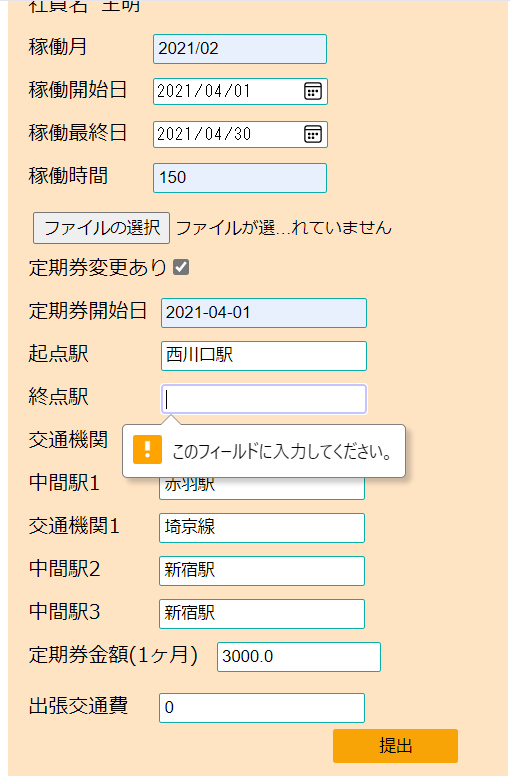 社員名 王明
稼働月 2021/02
稼働開始日 2021/04/01
稼働最終日 2021/04/30
稼働時間 150
ファイルの選択 ファイルが選...れていません
定期券変更あり
定期券開始日 2021-04-01
起点駅 西川口駅
終点駅
交通機関
! このフィールドに入力してください。
中間駅1 赤羽駅
交通機関1 埼京線
中間駅2 新宿駅
中間駅3 新宿駅
定期券金額(1ヶ月) 3000.0
出張交通費 0
提出